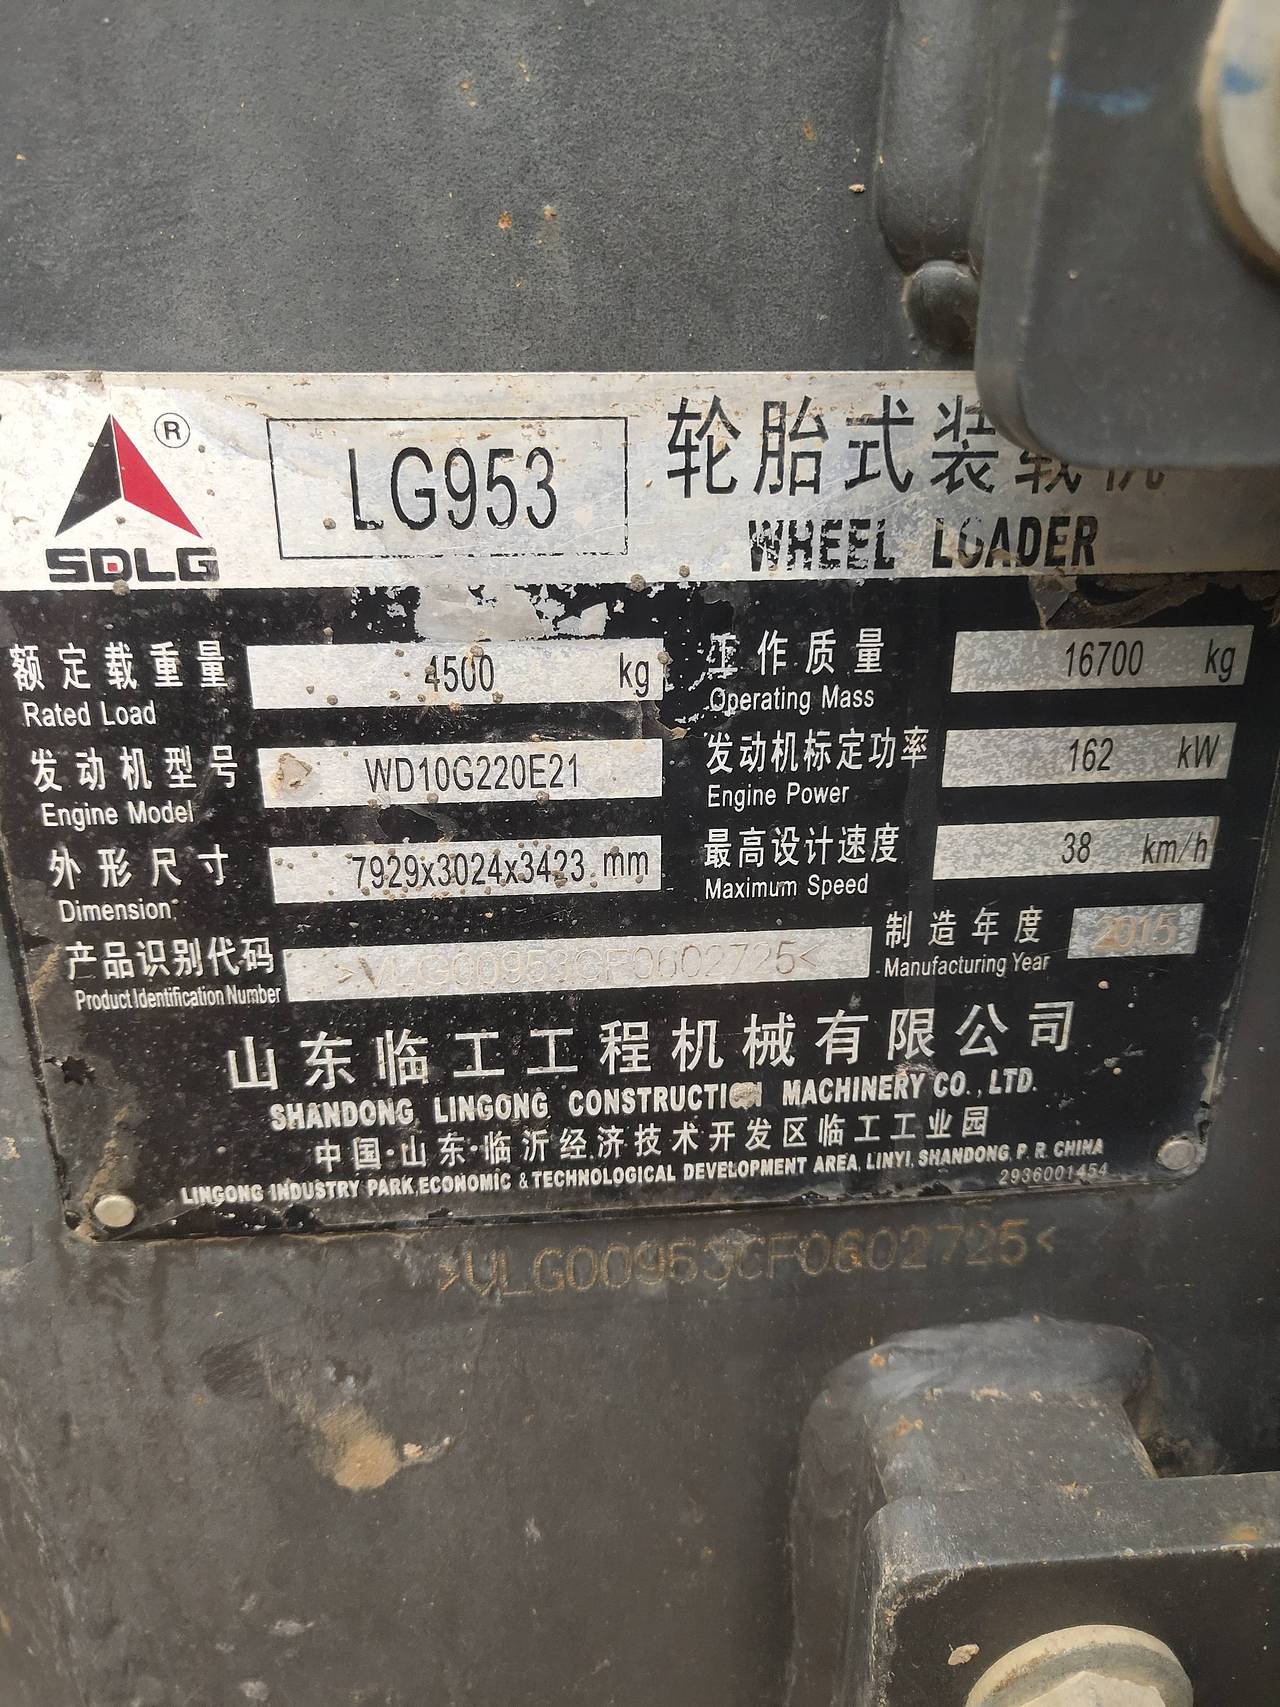 ®
SDLG
LG953
轮胎式装载机
WHEEL LOADER
额定载重量 4500 kg
Rated Load
工作质量 16700 kg
Operating Mass
发动机型号 WD10G220E21
Engine Model
发动机标定功率 162 kW
Engine Power
外形尺寸 7929x3024x3423 mm
Dimension
最高设计速度 38 km/h
Maximum Speed
产品识别代码 >VLG00953CF0602725<
Product Identification Number
制造年度 2015
Manufacturing Year
山东临工工程机械有限公司
SHANDONG LINGONG CONSTRUCTION MACHINERY CO., LTD.
中国·山东·临沂经济技术开发区临工工业园
LINGONG INDUSTRY PARK, ECONOMIC & TECHNOLOGICAL DEVELOPMENT AREA, LINYI, SHANDONG, P. R. CHINA
2936001454
>VLG00953CF0602725<